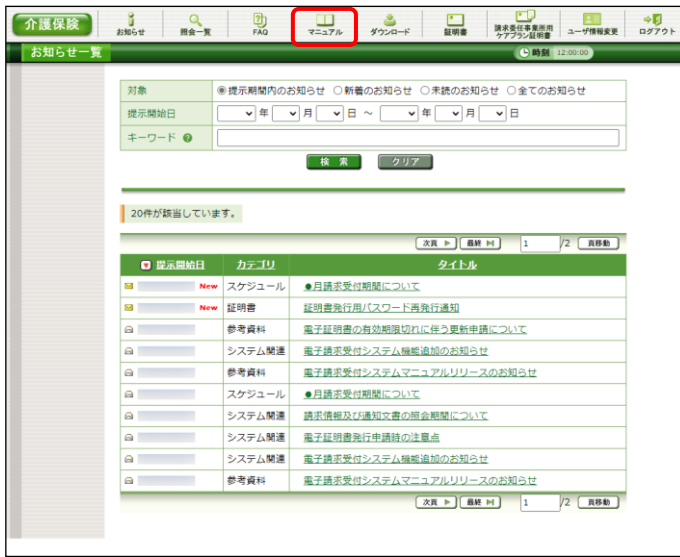 介護保険
お知らせ 照会一覧 FAQ マニュアル ダウンロード 証明書 請求委任事業所用 ユーザ情報変更 ログアウト
ケアプラン証明書
お知らせ一覧 時刻 12:00:00
対象 提示期間内のお知らせ 新着のお知らせ 未読のお知らせ 全てのお知らせ
提示開始日 年 月 日 ～ 年 月 日
キーワード ?
検 索 クリア
20件が該当しています。
次頁 最終 1 /2 頁移動
提示開始日 カテゴリ タイトル
New スケジュール ●月請求受付期間について
New 証明書 証明書発行用パスワード再発行通知
参考資料 電子証明書の有効期限切れに伴う更新申請について
システム関連 電子請求受付システム機能追加のお知らせ
参考資料 電子請求受付システムマニュアルリリースのお知らせ
スケジュール ●月請求受付期間について
システム関連 請求情報及び通知文書の照会期間について
システム関連 電子証明書発行申請時の注意点
システム関連 電子請求受付システム機能追加のお知らせ
参考資料 電子請求受付システムマニュアルリリースのお知らせ
次頁 最終 1 /2 頁移動